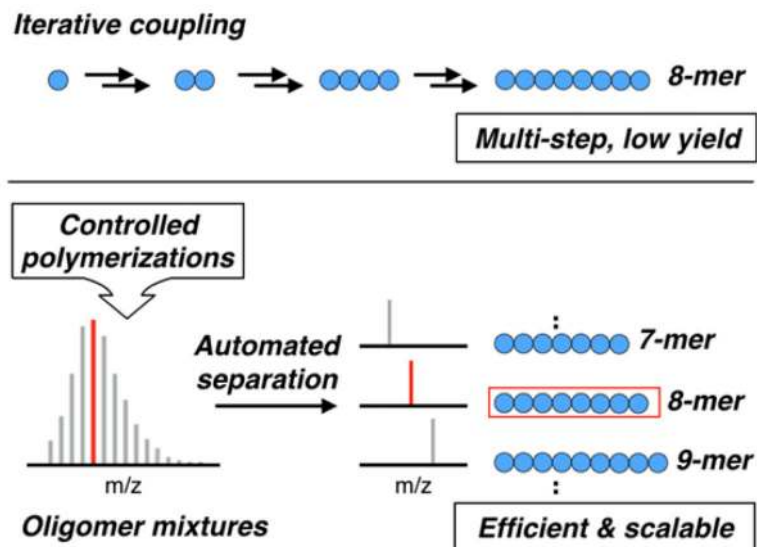 Iterative coupling
8-mer
Multi-step, low yield
Controlled
polymerizations
Automated
separation
7-mer
8-mer
9-mer
m/z
m/z
Oligomer mixtures
Efficient & scalable